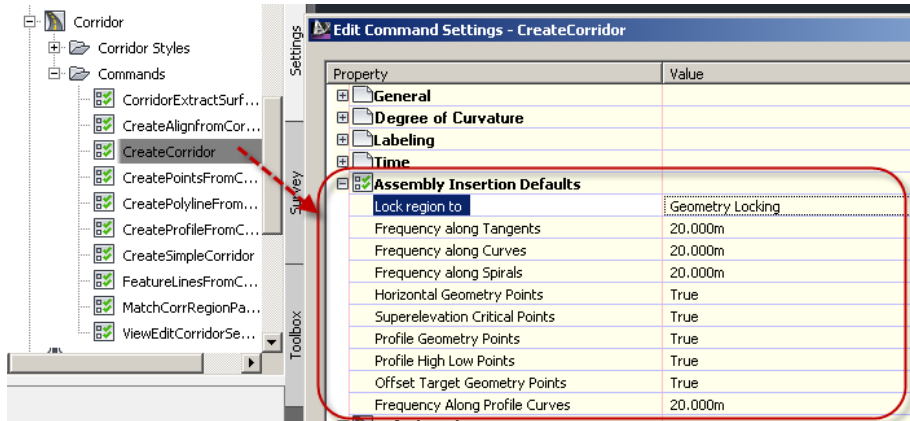 Corridor
Corridor Styles
Commands
CorridorExtractSurf...
CreateAlignfromCor...
CreateCorridor
CreatePointsFromC...
CreatePolylineFrom...
CreateProfileFromC...
CreateSimpleCorridor
FeatureLinesFromC...
MatchCorrRegionPa...
ViewEditCorridorSe...
Settings
Survey
Toolbox
Edit Command Settings - CreateCorridor
Property Value
General
Degree of Curvature
Labeling
Time
Assembly Insertion Defaults
Lock region to Geometry Locking
Frequency along Tangents 20.000m
Frequency along Curves 20.000m
Frequency along Spirals 20.000m
Horizontal Geometry Points True
Superelevation Critical Points True
Profile Geometry Points True
Profile High Low Points True
Offset Target Geometry Points True
Frequency Along Profile Curves 20.000m